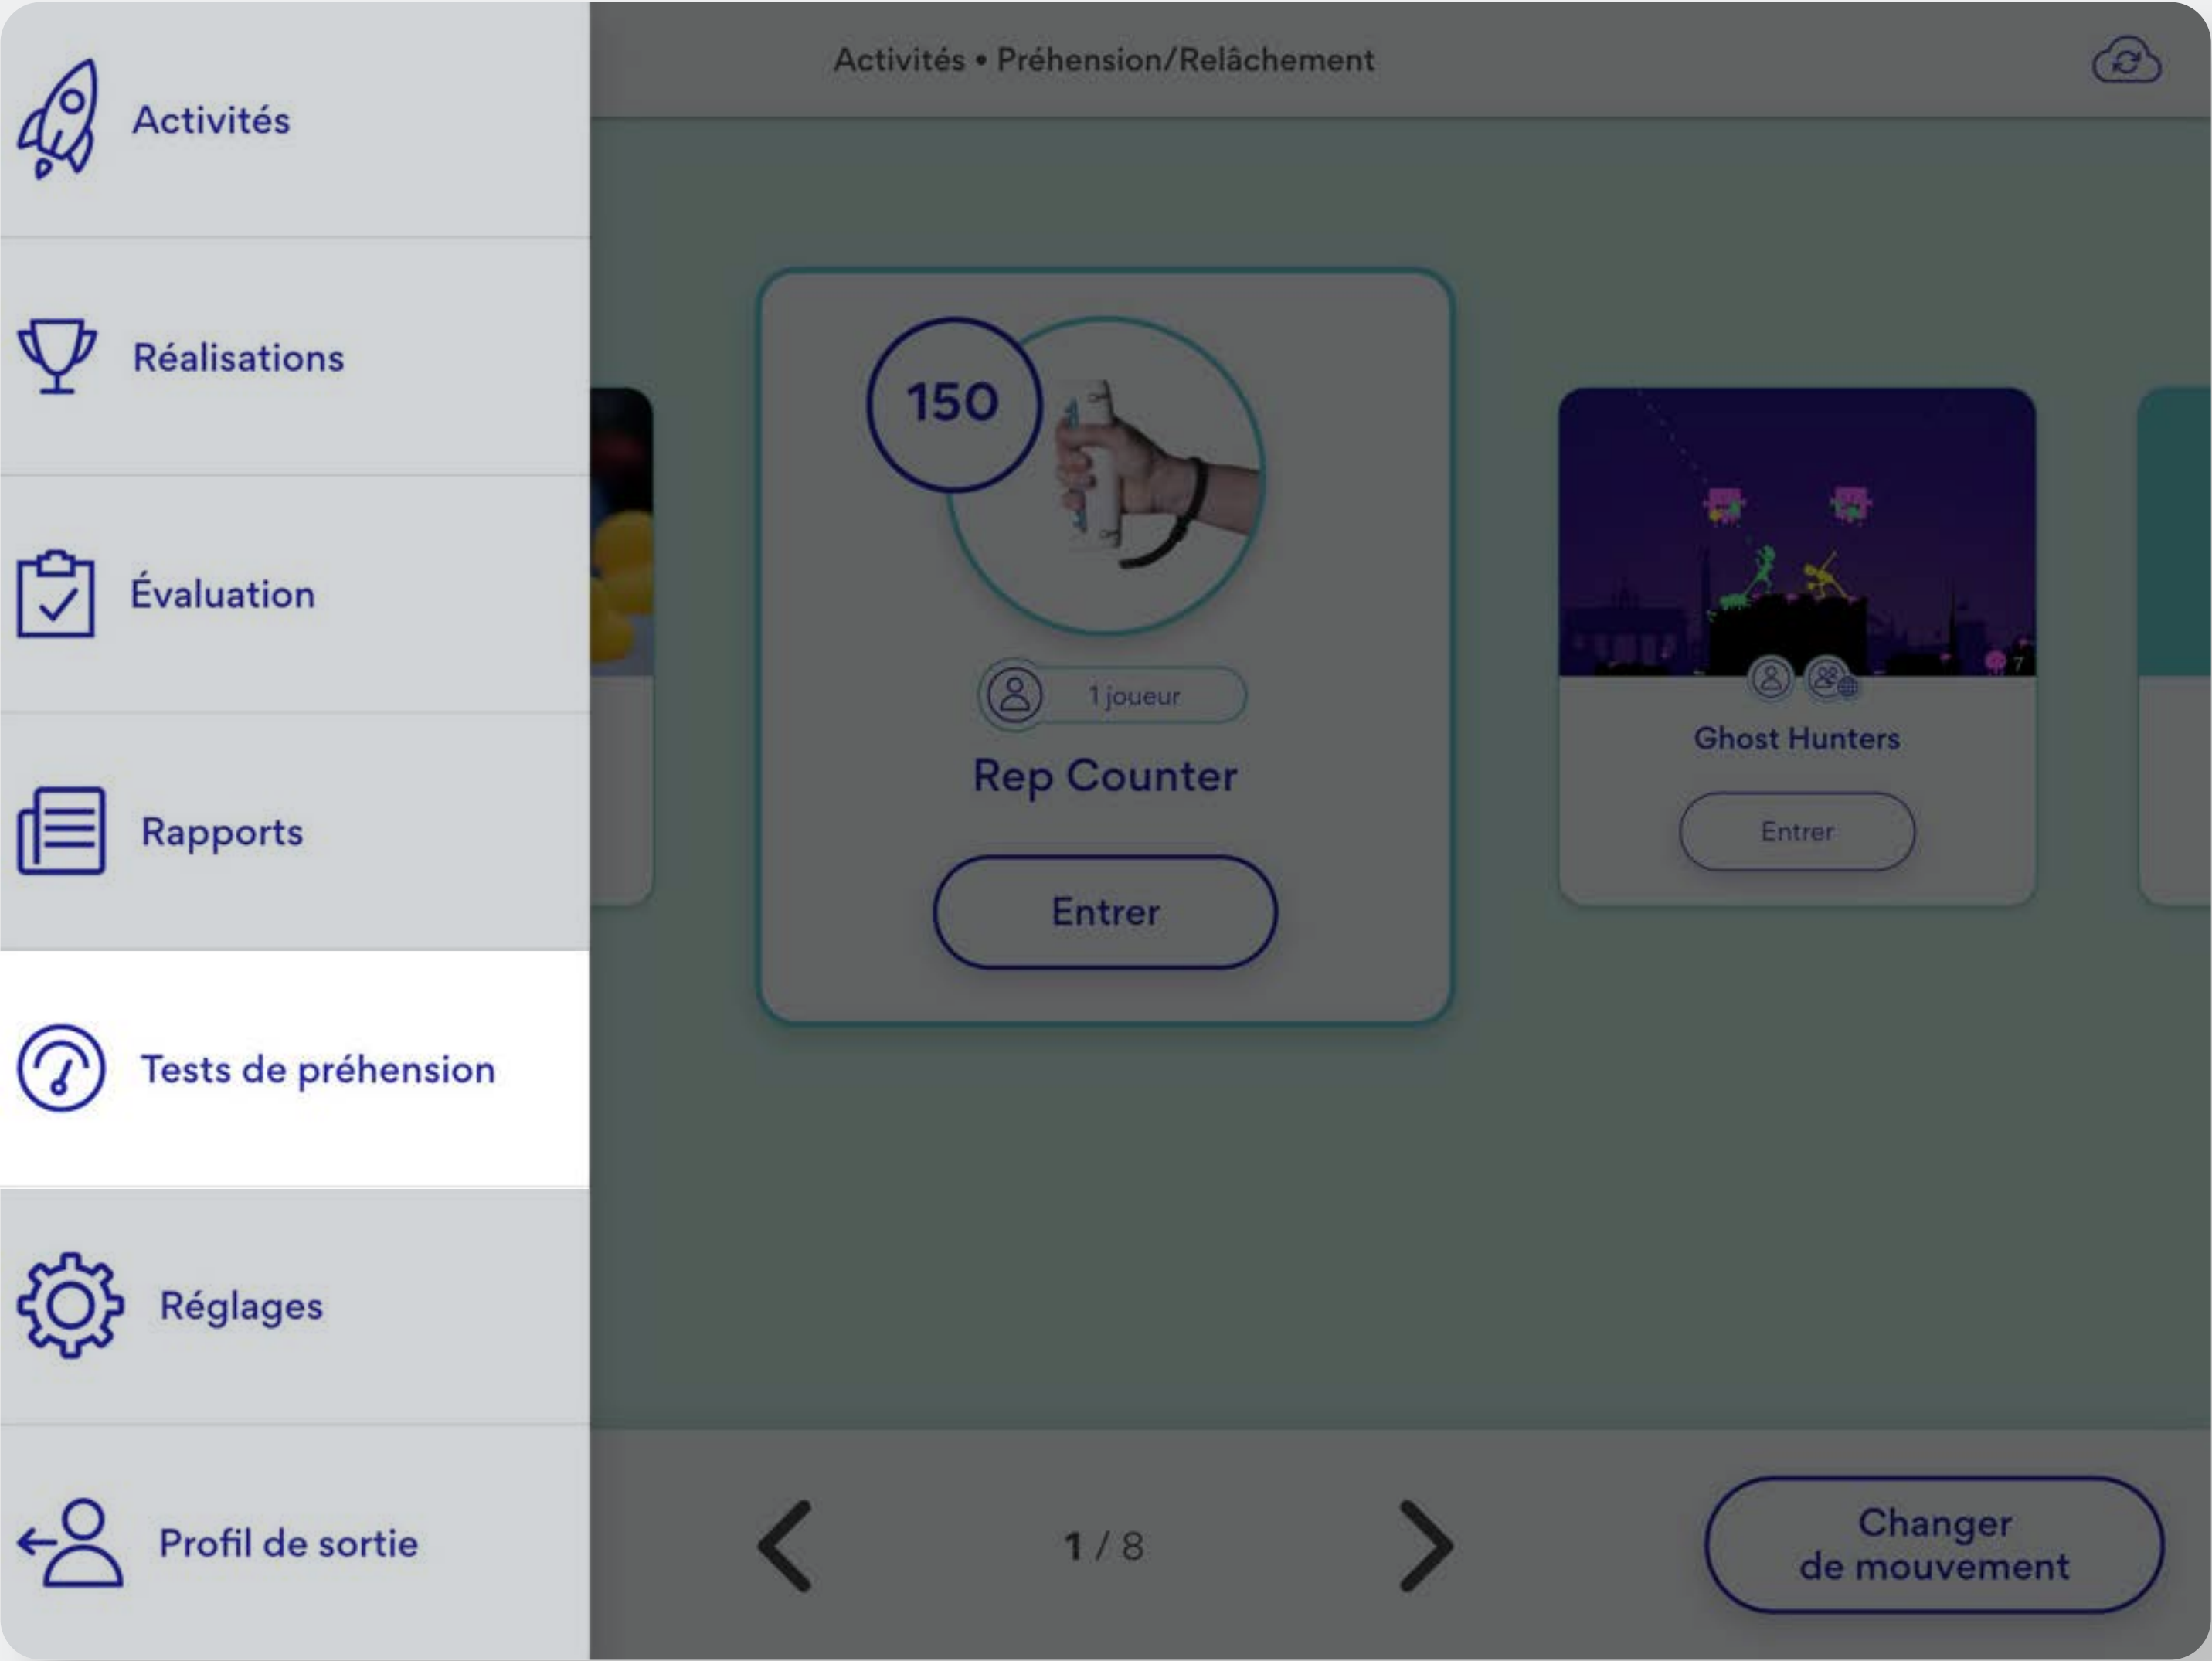 Activités
Réalisations
Évaluation
Rapports
Tests de préhension
Réglages
Profil de sortie
Activités • Préhension/Relâchement
150
1 joueur
Rep Counter
Entrer
7
Ghost Hunters
Entrer
1 / 8
Changer
de mouvement